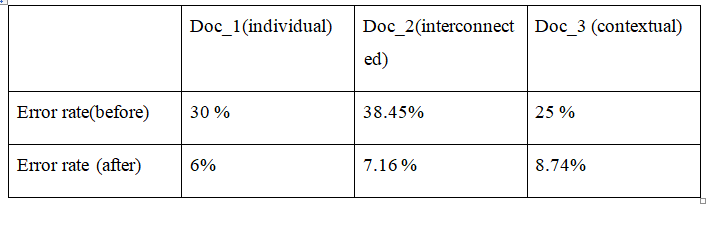 Doc_1(individual) Doc_2(interconnect Doc_3 (contextual)
ed)
Error rate(before) 30 % 38.45% 25 %
Error rate (after) 6% 7.16 % 8.74%